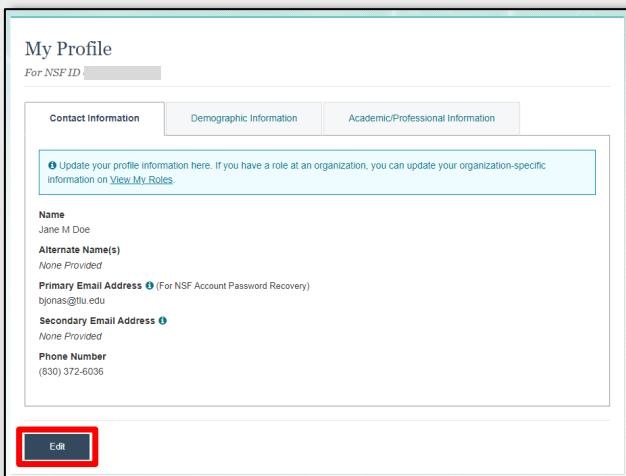 My Profile
For NSF ID
Contact Information
Demographic Information
Academic/Professional Information
Update your profile information here. If you have a role at an organization, you can update your organization-specific
information on View My Roles.
Name
Jane M Doe
Alternate Name(s)
None Provided
Primary Email Address (For NSF Account Password Recovery)
bjonas@tlu.edu
Secondary Email Address
None Provided
Phone Number
(830) 372-6036
Edit